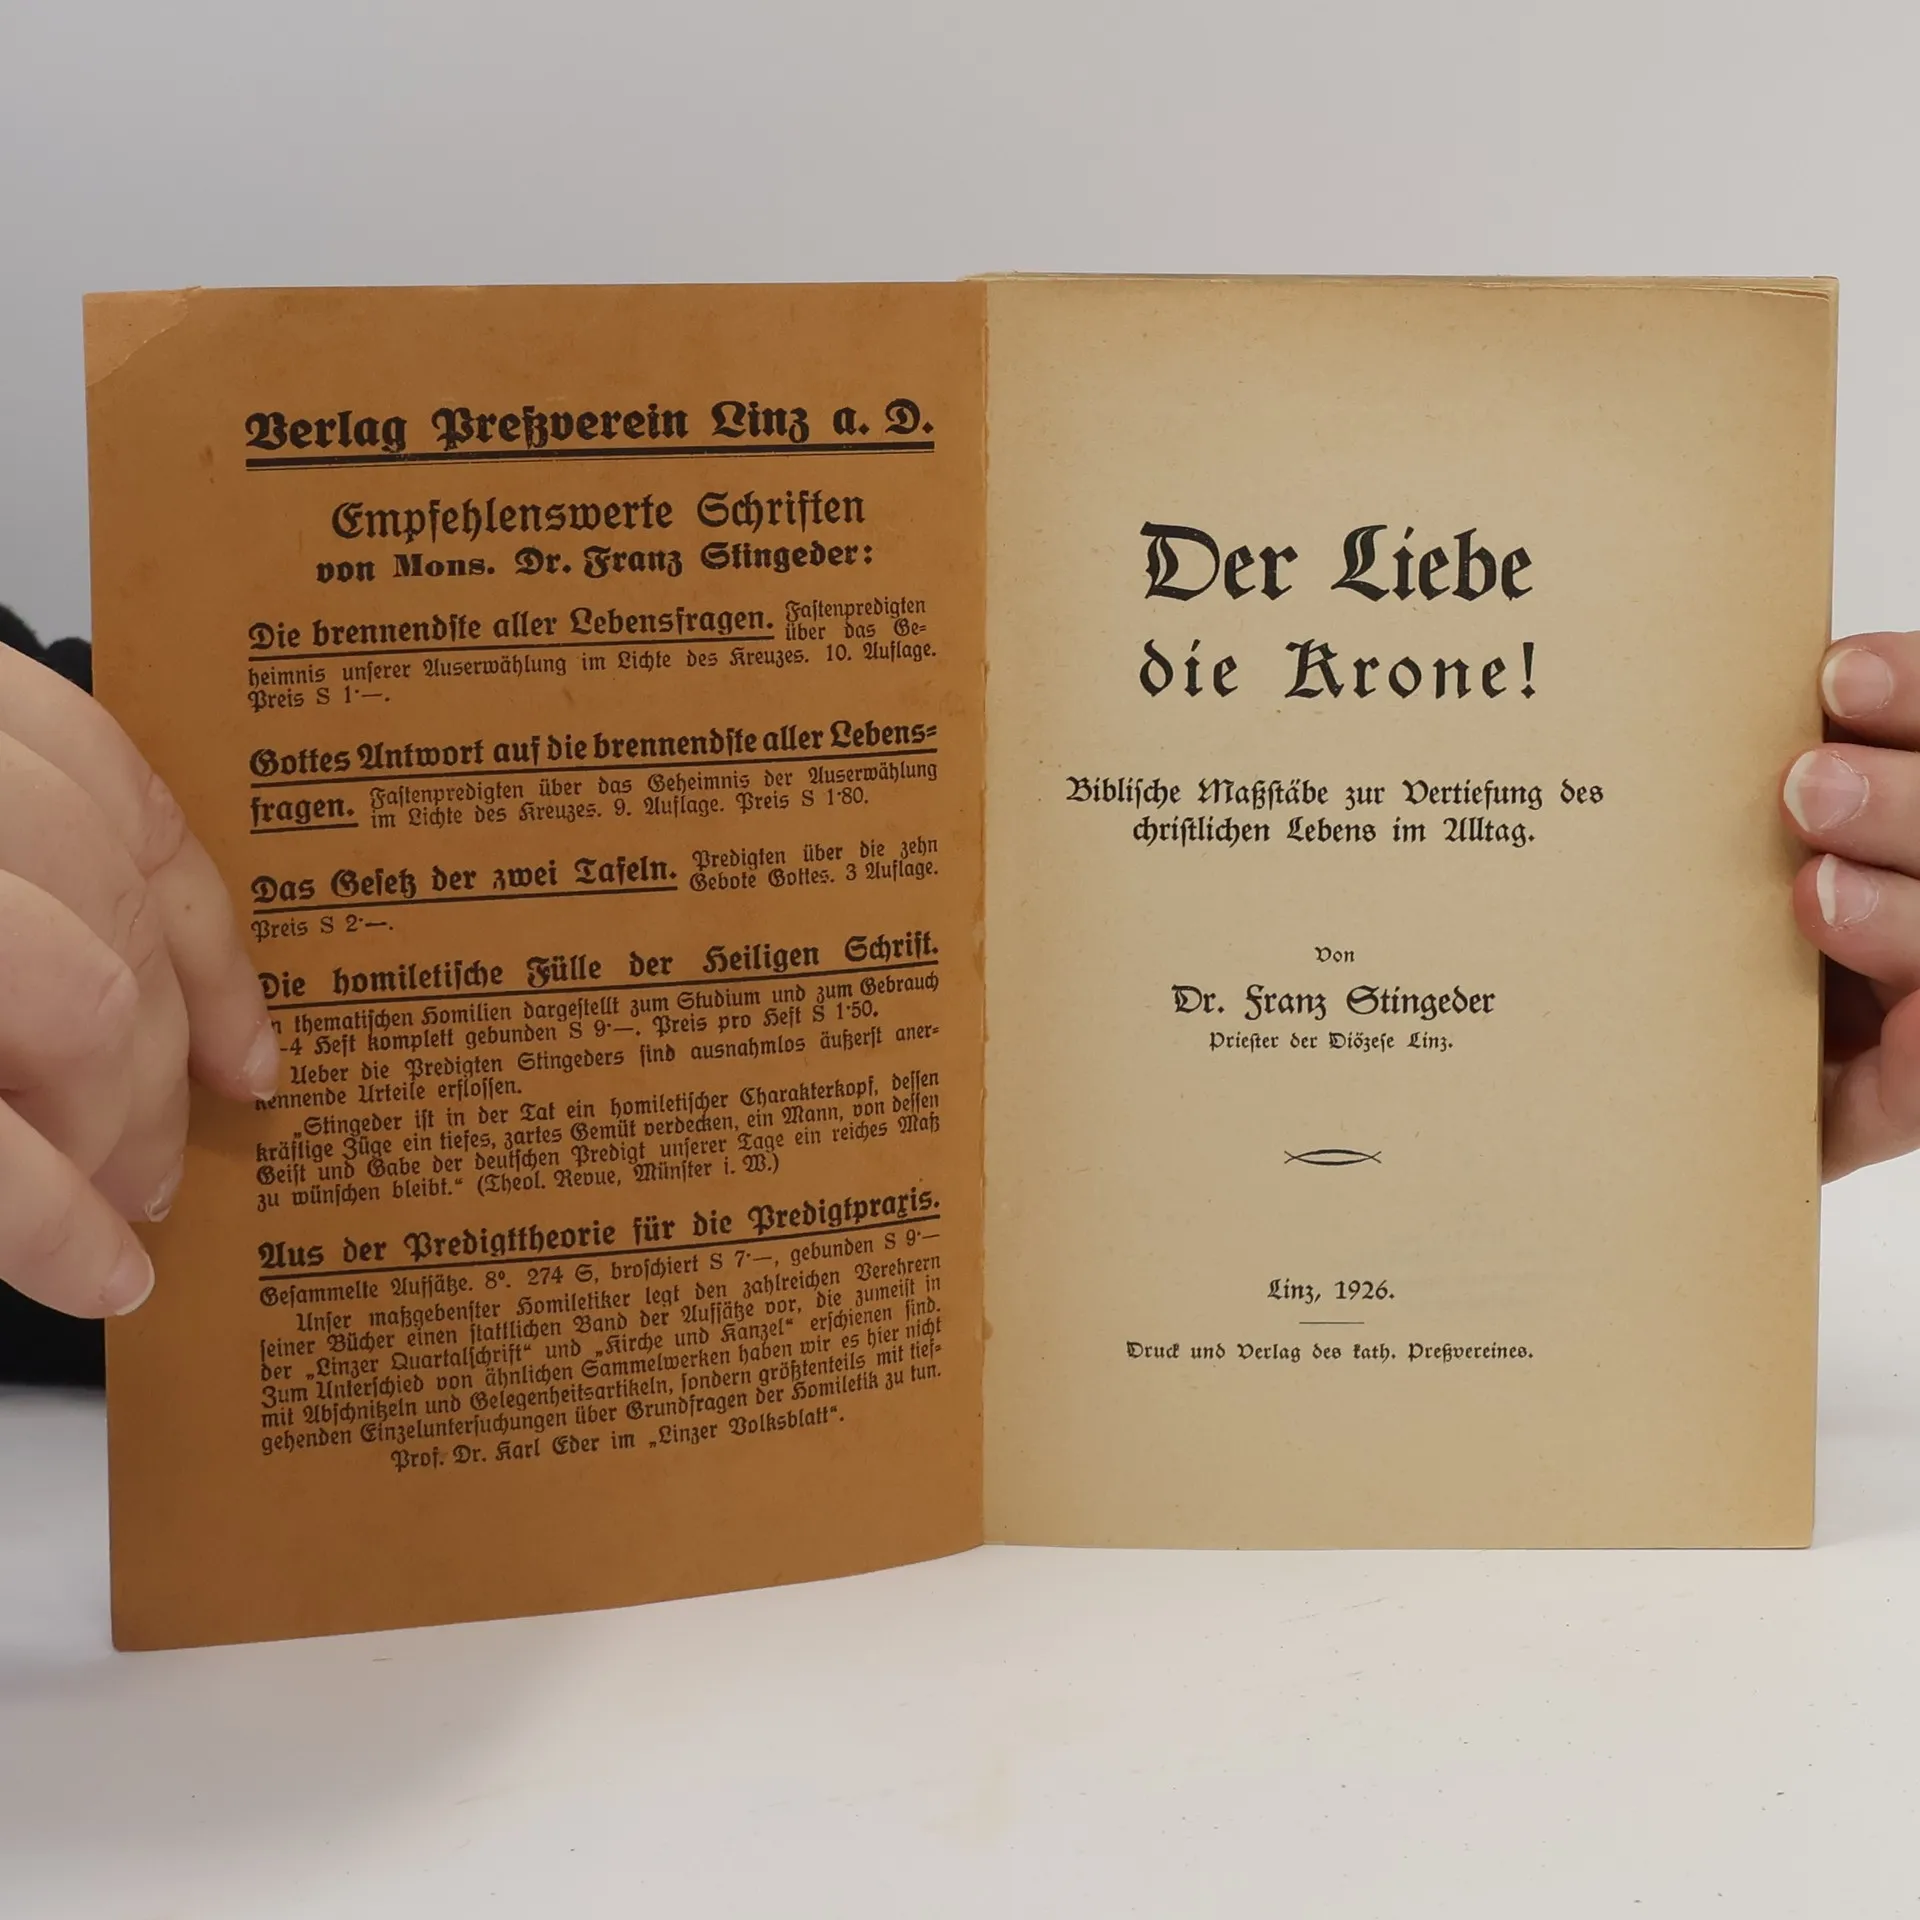 Verlag Preßverein Linz a. D.
Empfehlenswerte Schriften
von Mons. Dr. Franz Stingeder:
Die brennendste aller Lebensfragen. Fastenpredigten
über das Ge-
heimnis unserer Auserwählung im Lichte des Kreuzes. 10. Auflage.
Preis S 1·—.
Gottes Antwort auf die brennendste aller Lebens-
fragen. Fastenpredigten über das Geheimnis der Auserwählung
im Lichte des Kreuzes. 9. Auflage. Preis S 1·80.
Das Gesetz der zwei Tafeln. Predigten über die zehn
Gebote Gottes. 3 Auflage.
Preis S 2·—.
Die homiletische Fülle der Heiligen Schrift.
n thematischen Homilien dargestellt zum Studium und zum Gebrauch
-4 Heft komplett gebunden S 9·—. Preis pro Heft S 1·50.
Ueber die Predigten Stingeders sind ausnahmlos äußerst aner-
kennende Urteile erflossen.
„Stingeder ist in der Tat ein homiletischer Charakterkopf, dessen
kräftige Züge ein tiefes, zartes Gemüt verdecken, ein Mann, von dessen
Geist und Gabe der deutschen Predigt unserer Tage ein reiches Maß
zu wünschen bleibt.“ (Theol. Revue, Münster i. W.)
Aus der Predigttheorie für die Predigtpraxis.
Gesammelte Aufsätze. 8°. 274 S, broschiert S 7·—, gebunden S 9·—
Unser maßgebenster Homiletiker legt den zahlreichen Verehrern
seiner Bücher einen stattlichen Band der Aufsätze vor, die zumeist in
der „Linzer Quartalschrift“ und „Kirche und Kanzel“ erschienen sind.
Zum Unterschied von ähnlichen Sammelwerken haben wir es hier nicht
mit Abschnitzeln und Gelegenheitsartikeln, sondern größtenteils mit tief-
gehenden Einzeluntersuchungen über Grundfragen der Homiletik zu tun.
Prof. Dr. Karl Eder im „Linzer Volksblatt“.
Der Liebe
die Krone!
Biblische Maßstäbe zur Vertiefung des
christlichen Lebens im Alltag.
Von
Dr. Franz Stingeder
Priester der Diözese Linz.
Linz, 1926.
Druck und Verlag des kath. Preßvereines.